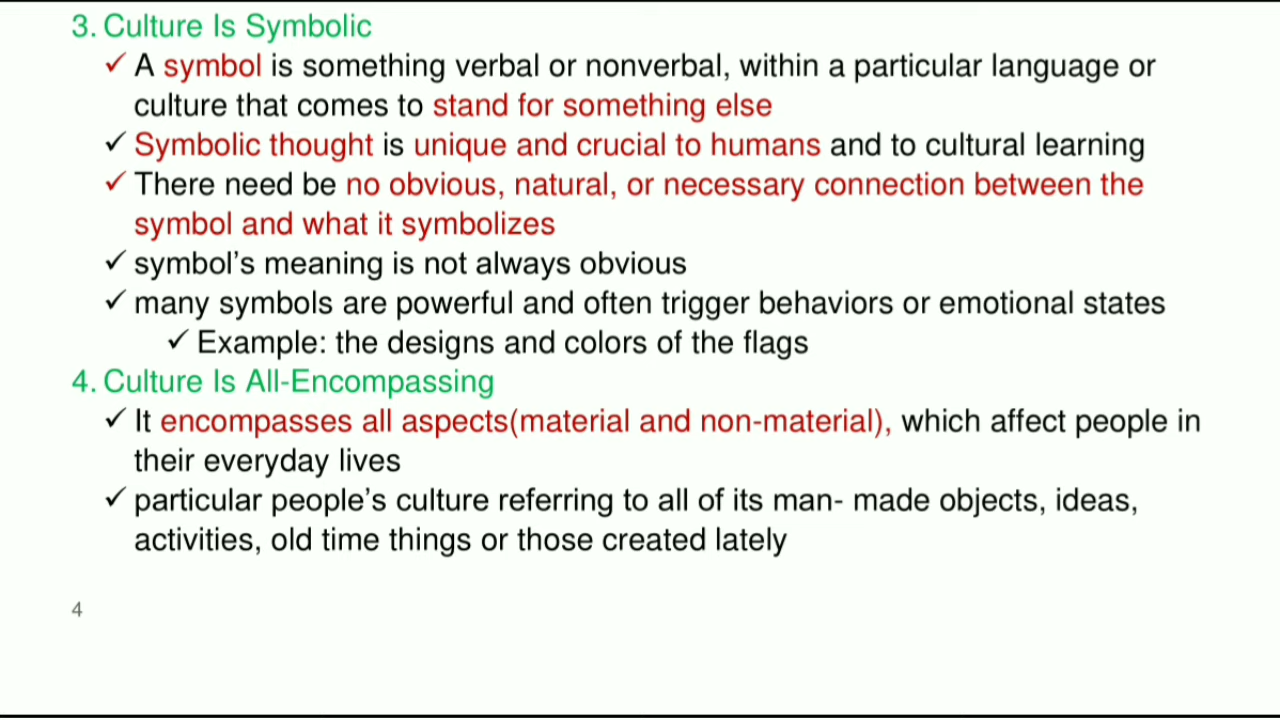 3. Culture Is Symbolic
✓ A symbol is something verbal or nonverbal, within a particular language or
culture that comes to stand for something else
✓ Symbolic thought is unique and crucial to humans and to cultural learning
✓ There need be no obvious, natural, or necessary connection between the
symbol and what it symbolizes
✓ symbol's meaning is not always obvious
✓ many symbols are powerful and often trigger behaviors or emotional states
✓ Example: the designs and colors of the flags
4. Culture Is All-Encompassing
✓ It encompasses all aspects(material and non-material), which affect people in
their everyday lives
✓ particular people's culture referring to all of its man- made objects, ideas,
activities, old time things or those created lately
4